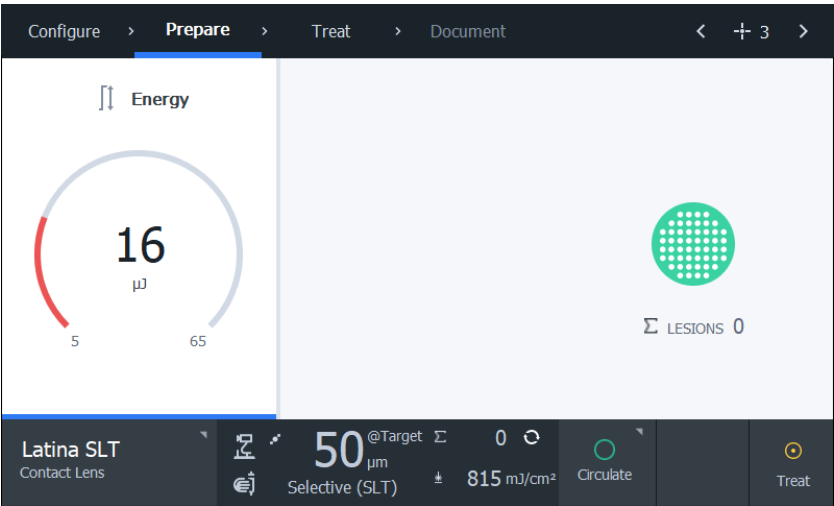 Configure > Prepare > Treat > Document < 3 >
Energy
16
µJ
5 65
Σ LESIONS 0
Latina SLT
Contact Lens
50 @Target
µm
Selective (SLT)
Σ 0
815 mJ/cm²
Circulate
Treat